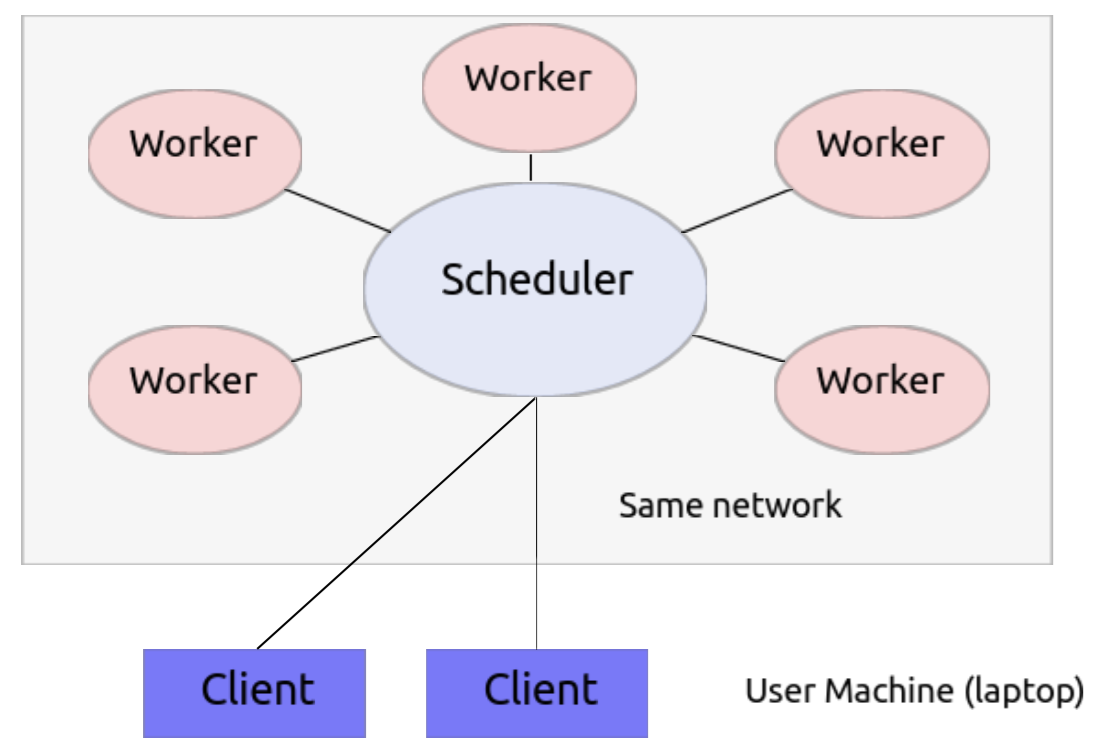 Worker
Worker
Worker
Scheduler
Worker
Worker
Same network
Client
Client
User Machine (laptop)